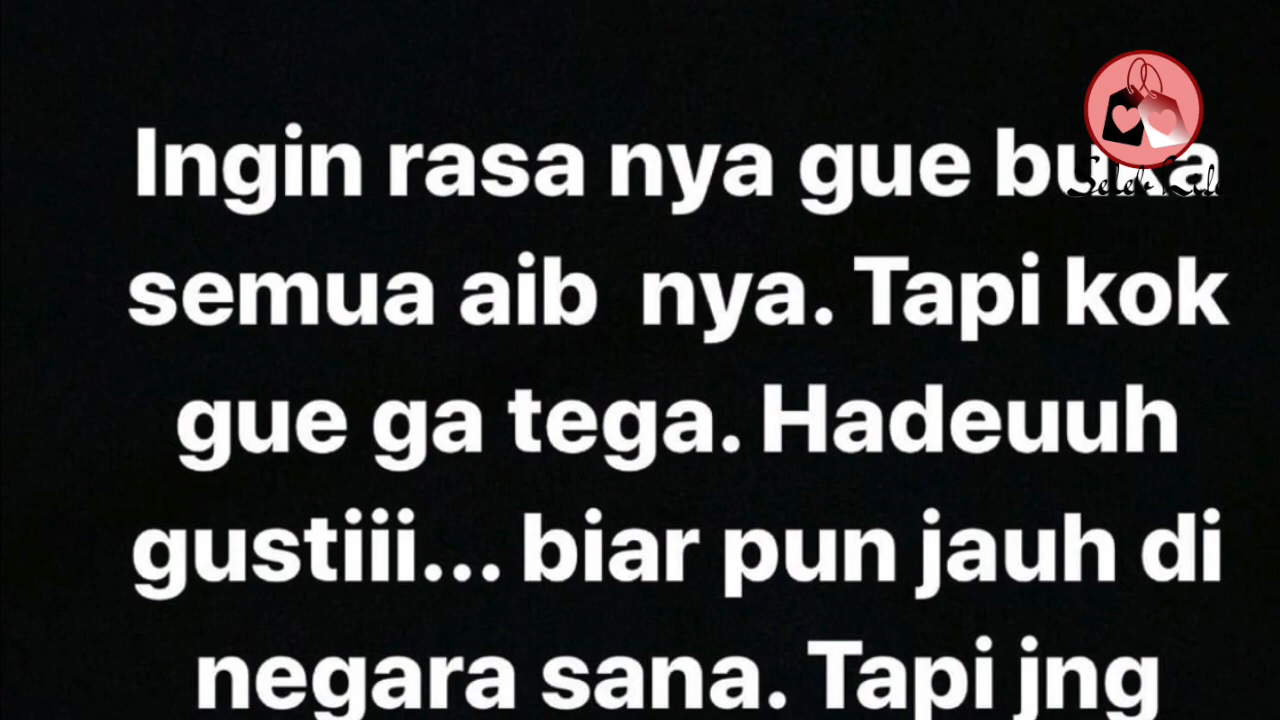 Ingin rasa nya gue
semua aib nya. Tapi kok
gue ga tega. Hadeuuh
gustiii... biar pun jauh di
negara sana. Tapi jng